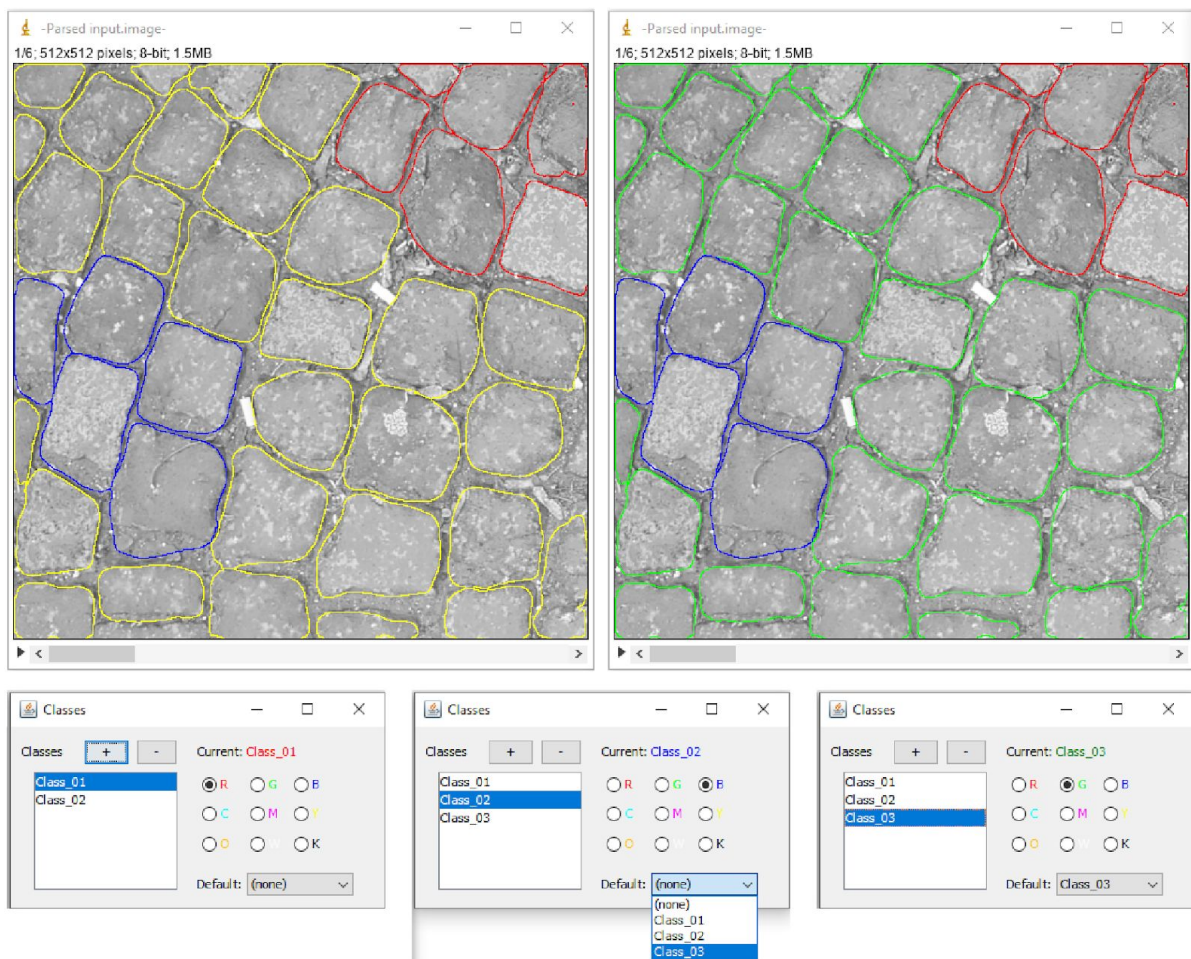 -Parsed input.image-
1/6; 512x512 pixels; 8-bit; 1.5MB
-Parsed input.image-
1/6; 512x512 pixels; 8-bit; 1.5MB
Classes
Classes + - Current: Class_01
Class_01
Class_02
R G B
C M Y
O W K
Default: (none)
Classes
Classes + - Current: Class_02
Class_01
Class_02
Class_03
R G B
C M Y
O W K
Default: (none)
(none)
Class_01
Class_02
Class_03
Classes
Classes + - Current: Class_03
Class_01
Class_02
Class_03
R G B
C M Y
O W K
Default: Class_03